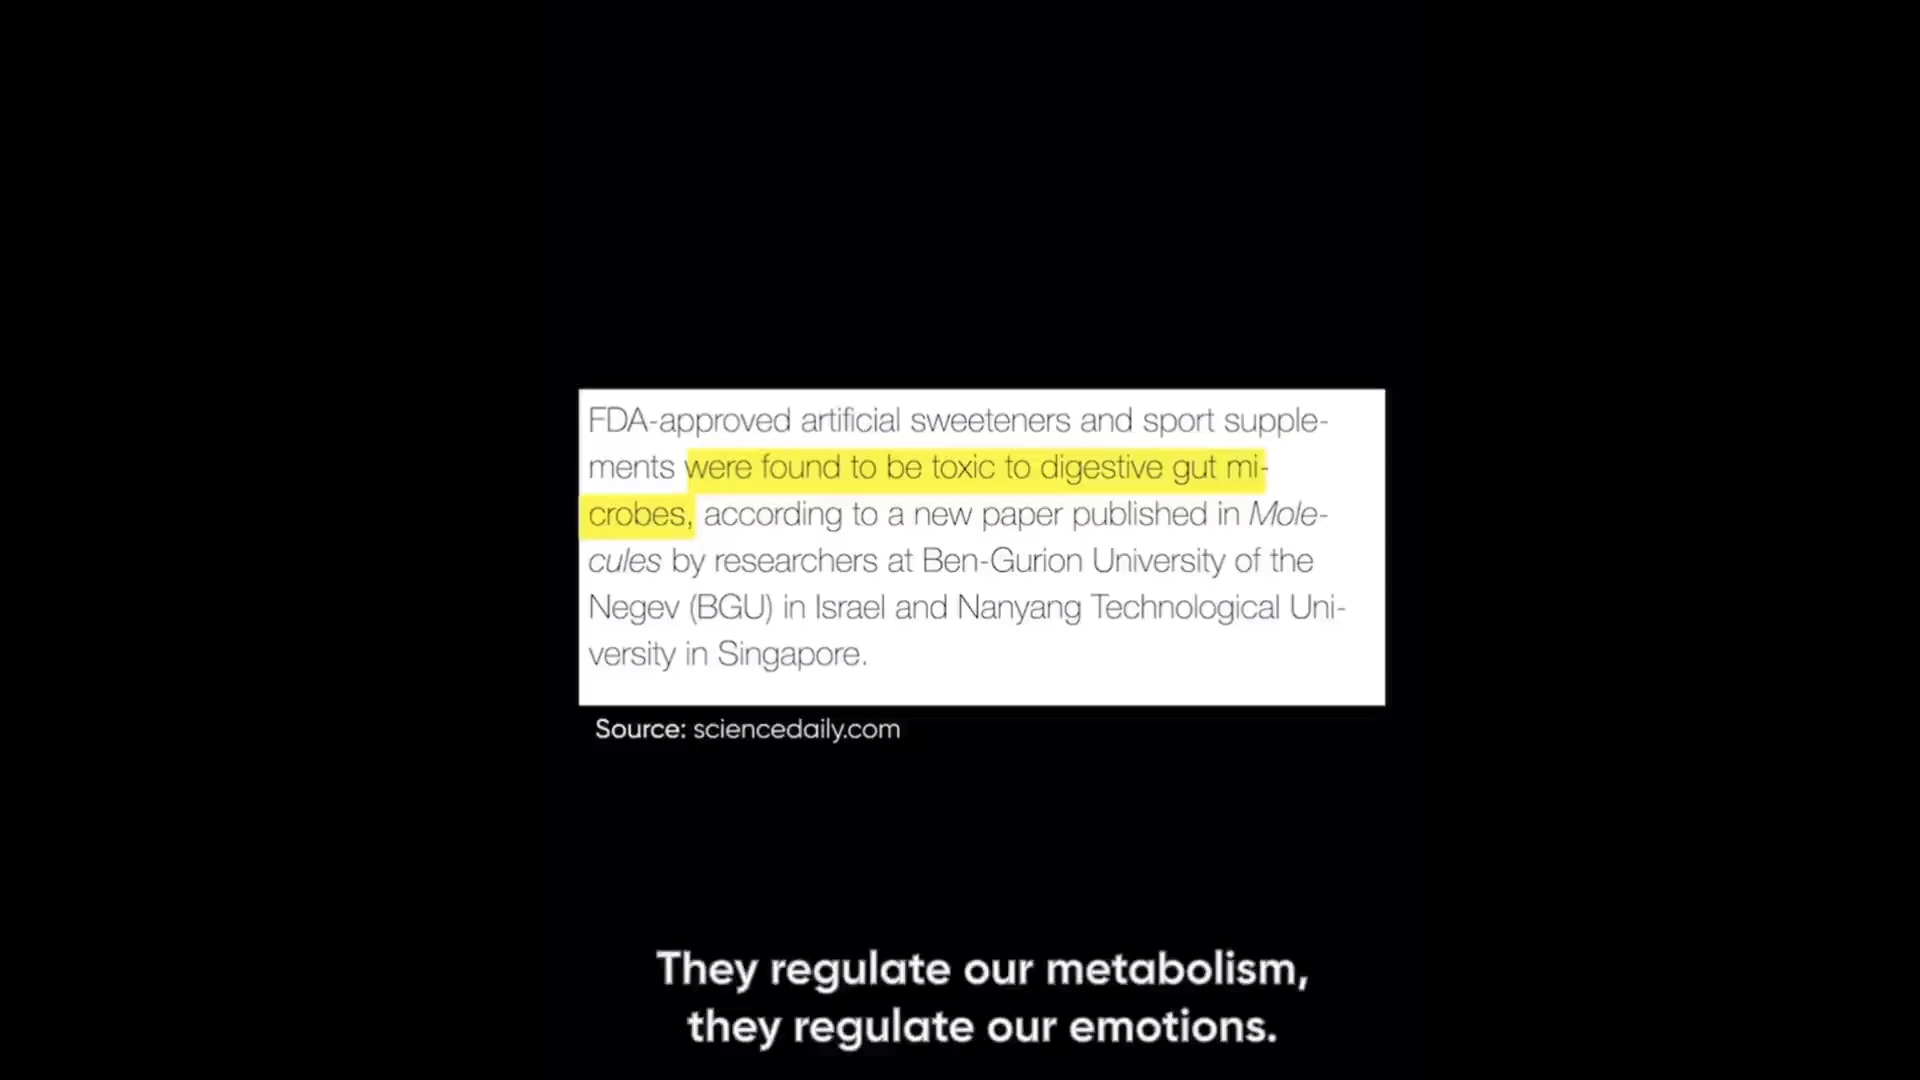 FDA-approved artificial sweeteners and sport supple-
ments were found to be toxic to digestive gut mi-
crobes, according to a new paper published in Mole-
cules by researchers at Ben-Gurion University of the
Negev (BGU) in Israel and Nanyang Technological Uni-
versity in Singapore.
Source: sciencedaily.com
They regulate our metabolism,
they regulate our emotions.